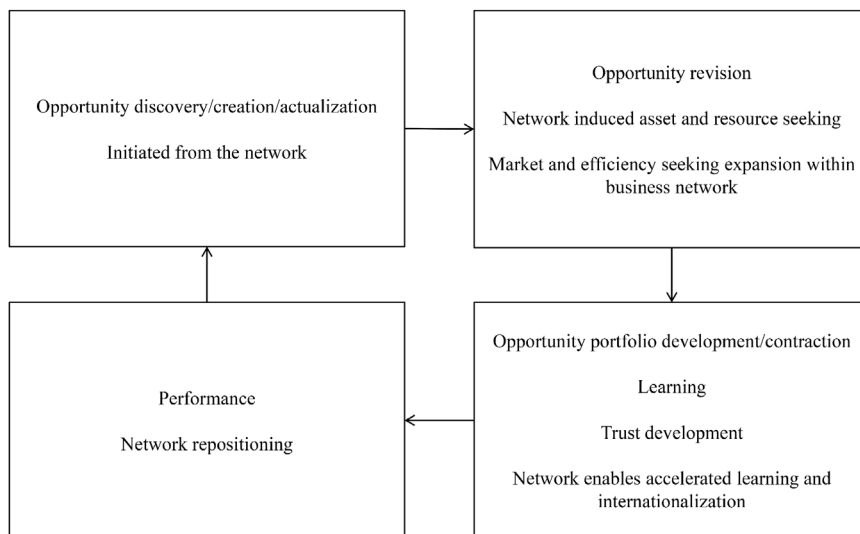 Opportunity discovery/creation/actualization
Initiated from the network
Opportunity revision
Network induced asset and resource seeking
Market and efficiency seeking expansion within
business network
Performance
Network repositioning
Opportunity portfolio development/contraction
Learning
Trust development
Network enables accelerated learning and
internationalization